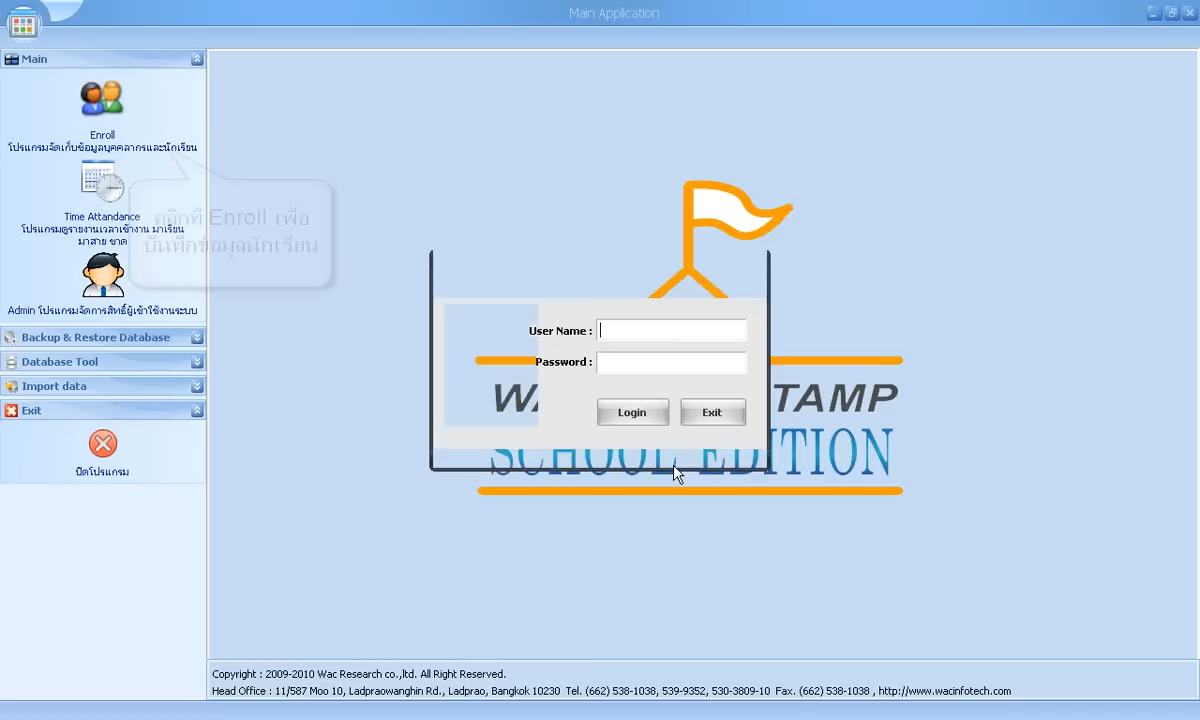 Main Application
Main
Enroll
โปรแกรมจัดเก็บข้อมูลบุคคลากรและนักเรียน
Time Attandance
โปรแกรมดูรายงานเวลาเข้างาน มาเรียน
มาสาย ขาด
คลิกที่ Enroll เพื่อ
บันทึกข้อมูลนักเรียน
Admin โปรแกรมจัดการสิทธิ์ผู้เข้าใช้งานระบบ
Backup & Restore Database
Database Tool
Import data
Exit
ปิดโปรแกรม
User Name :
Password :
Login
Exit
TAMP
SCHOOL EDITION
Copyright : 2009-2010 Wac Research co.,ltd. All Right Reserved.
Head Office : 11/587 Moo 10, Ladpraowanghin Rd., Ladprao, Bangkok 10230 Tel. (662) 538-1038, 539-9352, 530-3809-10 Fax. (662) 538-1038 , http://www.wacinfotech.com